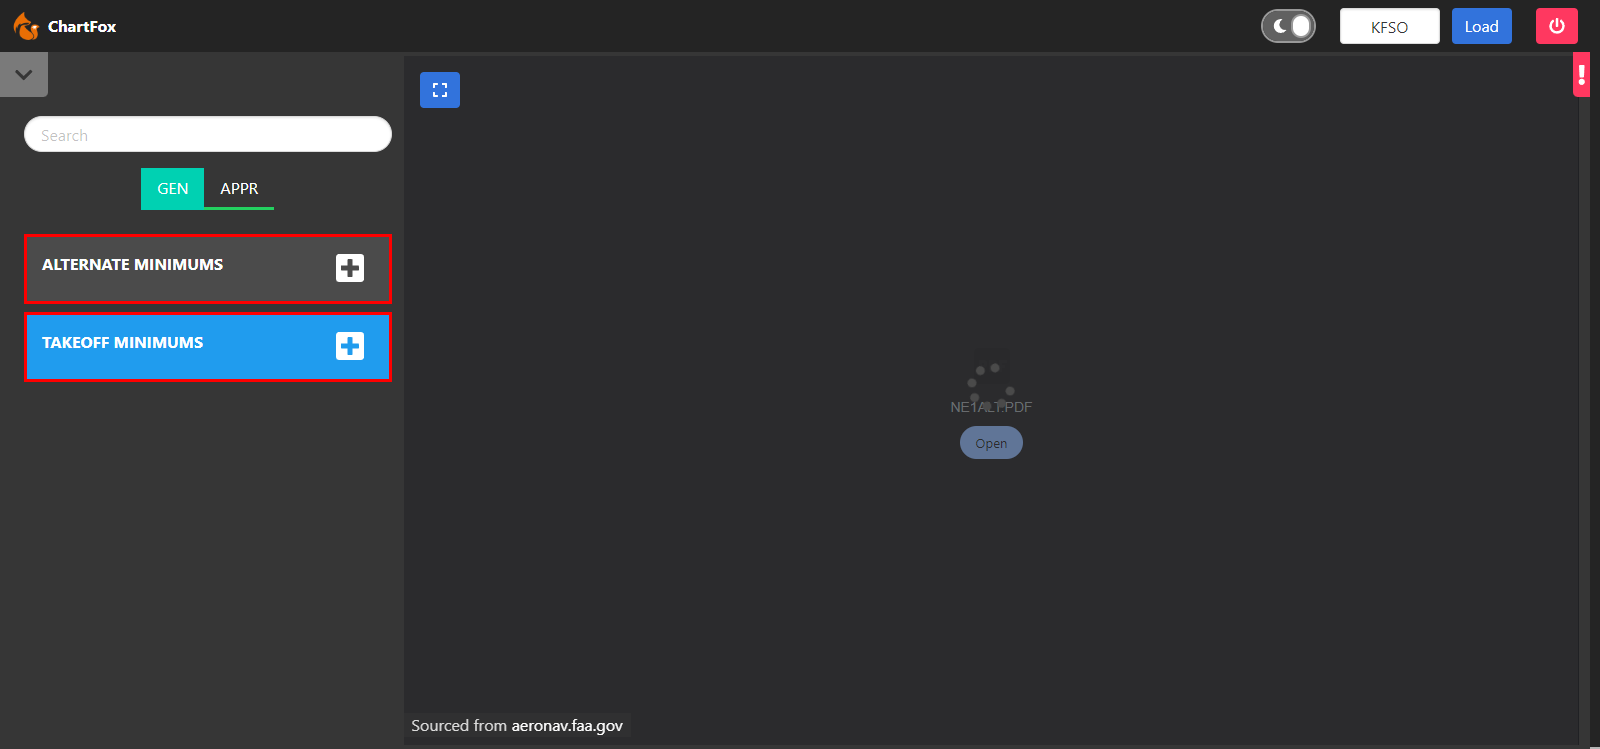 ChartFox
KFSO
Load
Search
GEN
APPR
ALTERNATE MINIMUMS
TAKEOFF MINIMUMS
NE1ALT.PDF
Open
Sourced from aeronav.faa.gov